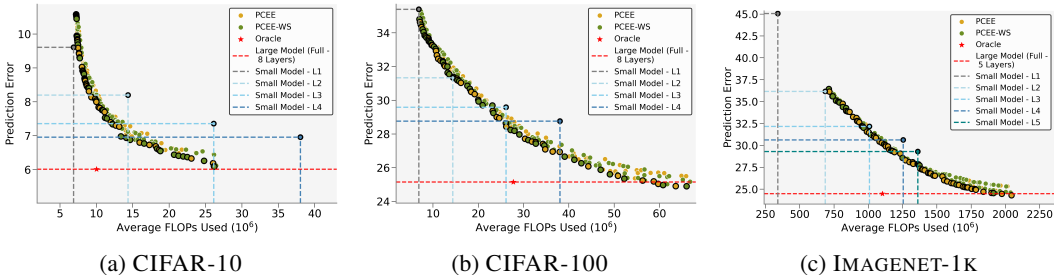 Prediction Error
10
9
8
7
6
5
10
15
20
25
30
35
40
Average FLOPs Used (10⁶)
PCEE
PCEE-WS
Oracle
Large Model (Full -
8 Layers)
Small Model - L1
Small Model - L2
Small Model - L3
Small Model - L4
(a) CIFAR-10
Prediction Error
34
32
30
28
26
24
10
20
30
40
50
60
Average FLOPs Used (10⁶)
PCEE
PCEE-WS
Oracle
Large Model (Full -
8 Layers)
Small Model - L1
Small Model - L2
Small Model - L3
Small Model - L4
(b) CIFAR-100
Prediction Error
45.0
42.5
40.0
37.5
35.0
32.5
30.0
27.5
25.0
250
500
750
1000
1250
1500
1750
2000
Average FLOPs Used (10⁶)
PCEE
PCEE-WS
Oracle
Large Model (Full -
5 Layers)
Small Model - L1
Small Model - L2
Small Model - L3
Small Model - L4
Small Model - L5
(c) IMAGENET-1K